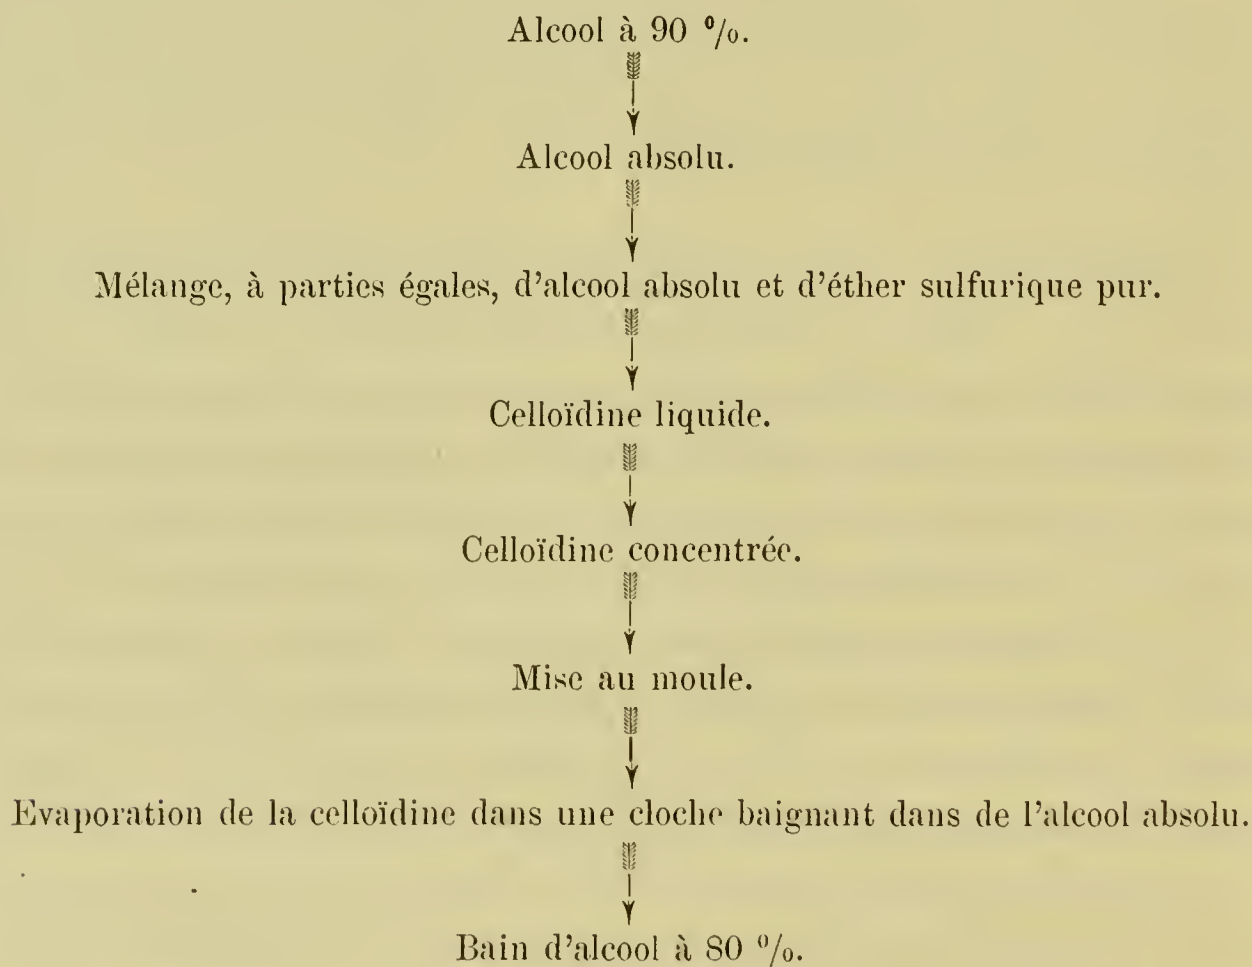 Alcool à 90 %.
Alcool absolu.
Mélange, à parties égales, d'alcool absolu et d'éther sulfurique pur.
Celloïdine liquide.
Celloïdine concentrée.
Mise au moule.
Evaporation de la celloïdine dans une cloche baignant dans de l'alcool absolu.
Bain d'alcool à 80 %.